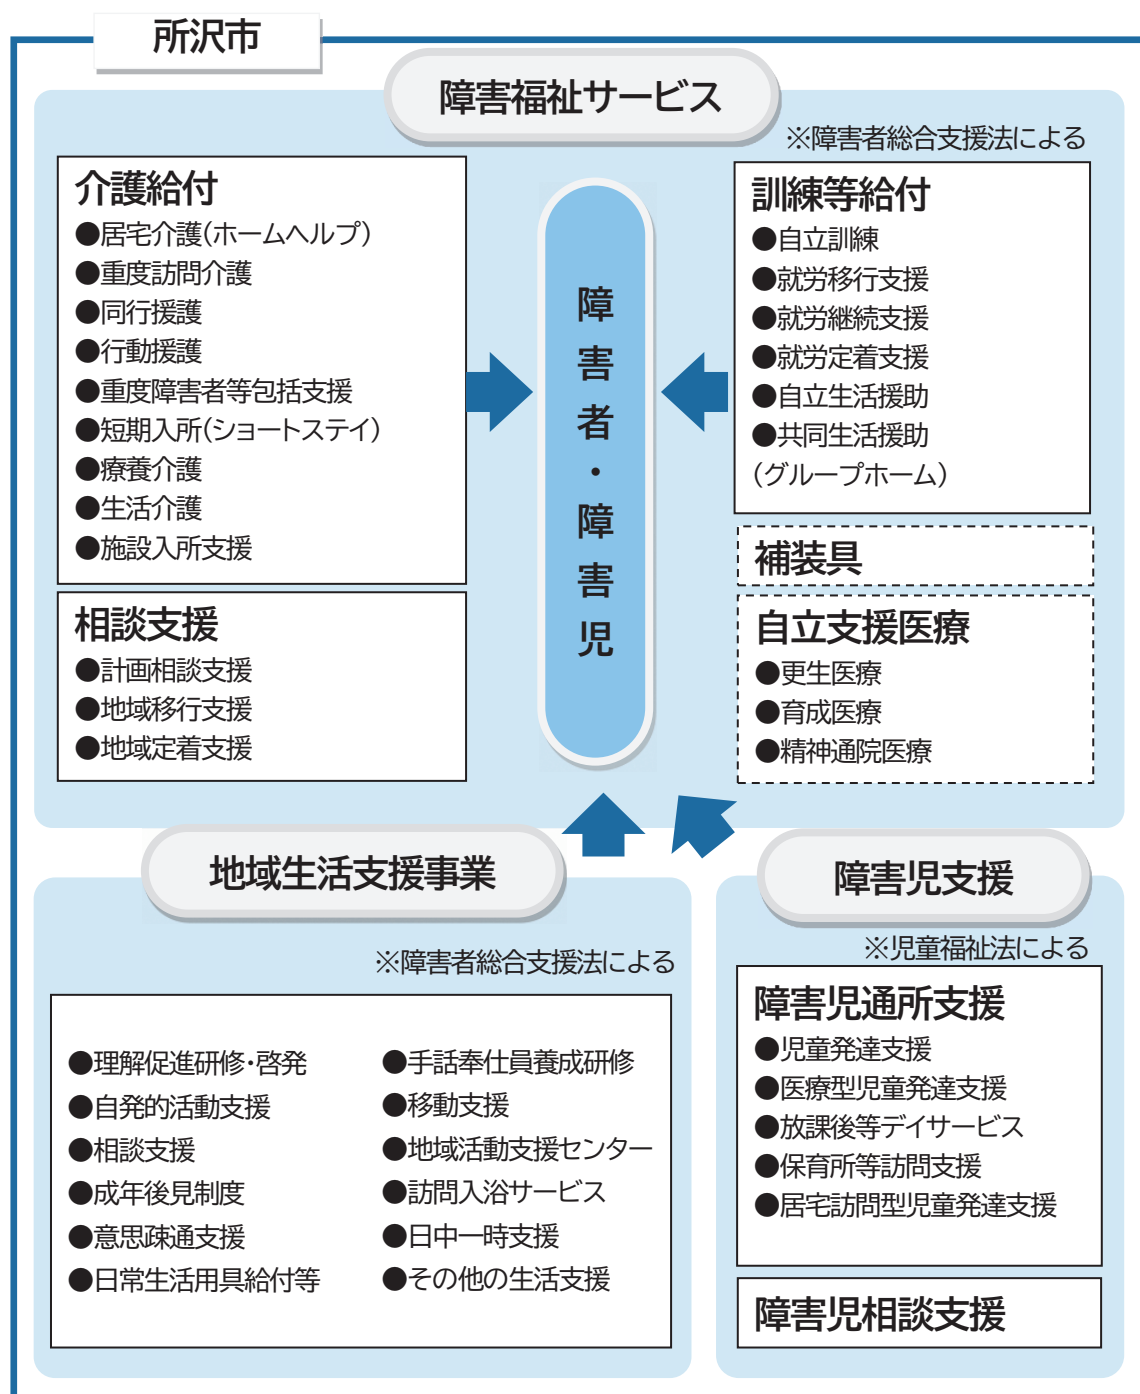 所沢市
障害福祉サービス
※障害者総合支援法による
介護給付
●居宅介護(ホームヘルプ)
●重度訪問介護
●同行援護
●行動援護
●重度障害者等包括支援
●短期入所(ショートステイ)
●療養介護
●生活介護
●施設入所支援
相談支援
●計画相談支援
●地域移行支援
●地域定着支援
障害者・障害児
訓練等給付
●自立訓練
●就労移行支援
●就労継続支援
●就労定着支援
●自立生活援助
●共同生活援助
(グループホーム)
補装具
自立支援医療
●更生医療
●育成医療
●精神通院医療
地域生活支援事業
※障害者総合支援法による
●理解促進研修・啓発
●自発的活動支援
●相談支援
●成年後見制度
●意思疎通支援
●日常生活用具給付等
●手話奉仕員養成研修
●移動支援
●地域活動支援センター
●訪問入浴サービス
●日中一時支援
●その他の生活支援
障害児支援
※児童福祉法による
障害児通所支援
●児童発達支援
●医療型児童発達支援
●放課後等デイサービス
●保育所等訪問支援
●居宅訪問型児童発達支援
障害児相談支援